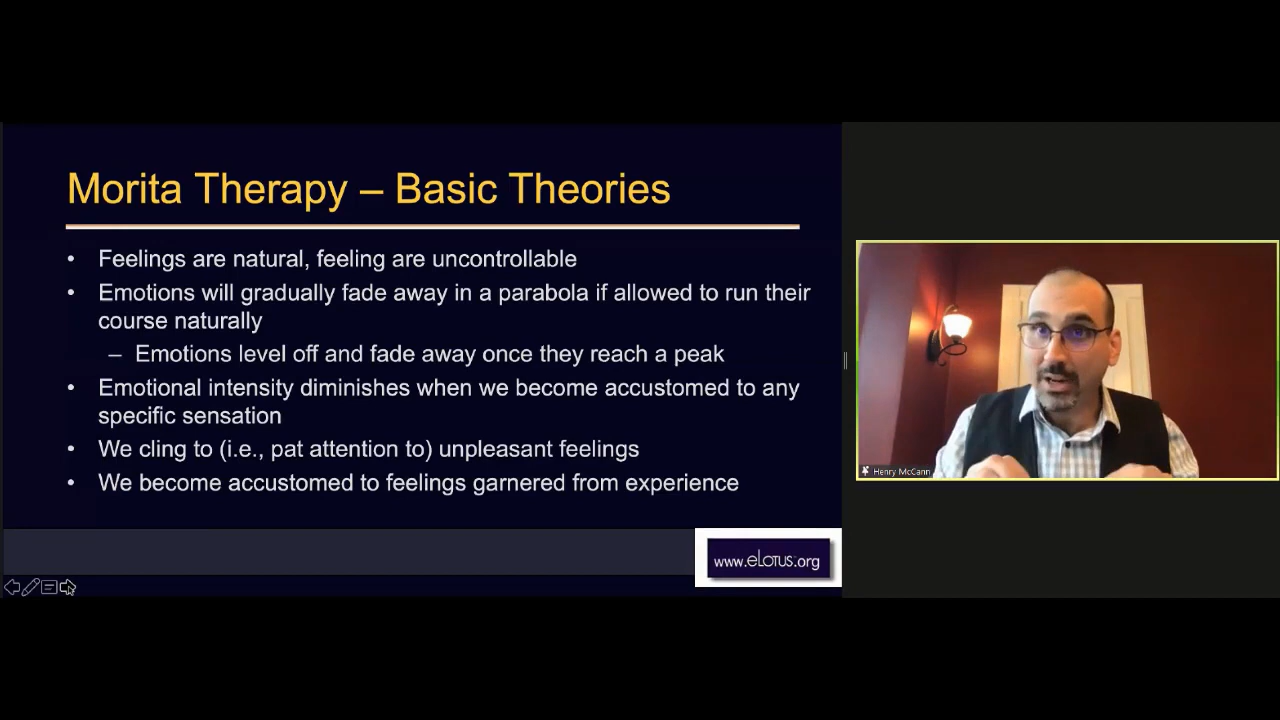 Morita Therapy – Basic Theories
• Feelings are natural, feeling are uncontrollable
• Emotions will gradually fade away in a parabola if allowed to run their
course naturally
– Emotions level off and fade away once they reach a peak
• Emotional intensity diminishes when we become accustomed to any
specific sensation
• We cling to (i.e., pat attention to) unpleasant feelings
• We become accustomed to feelings garnered from experience
www.eLotus.org
Henry McCann